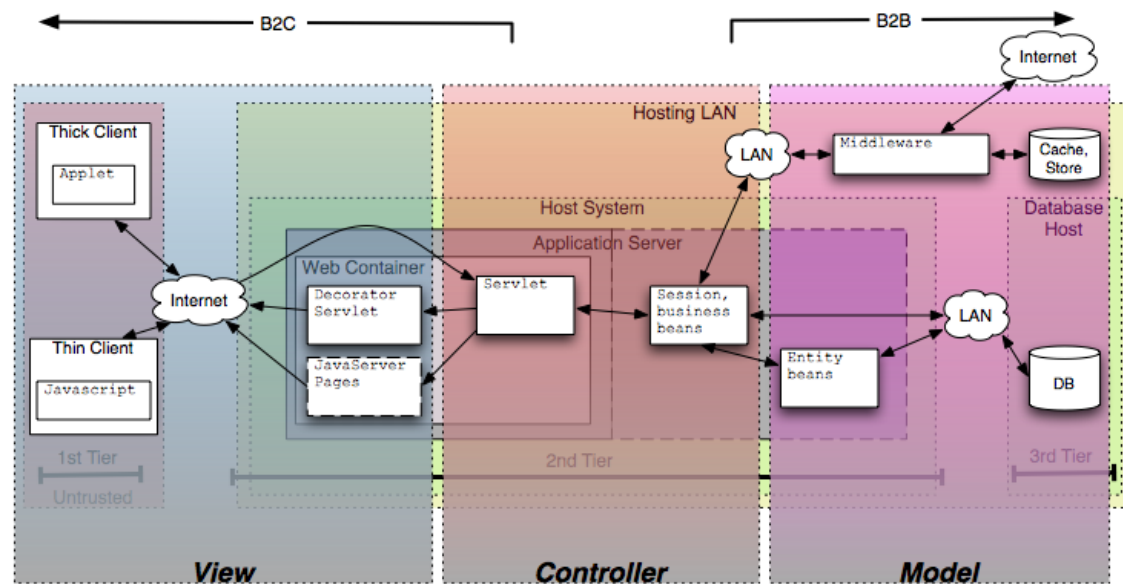 B2C
B2B
Internet
Hosting LAN
Thick Client
Applet
LAN
Middleware
Cache,
Store
Host System
Database
Host
Application Server
Web Container
Internet
Decorator
Servlet
Servlet
Session,
business
beans
LAN
Thin Client
Javascript
JavaServer
Pages
Entity
beans
DB
1st Tier
2nd Tier
3rd Tier
Untrusted
View
Controller
Model